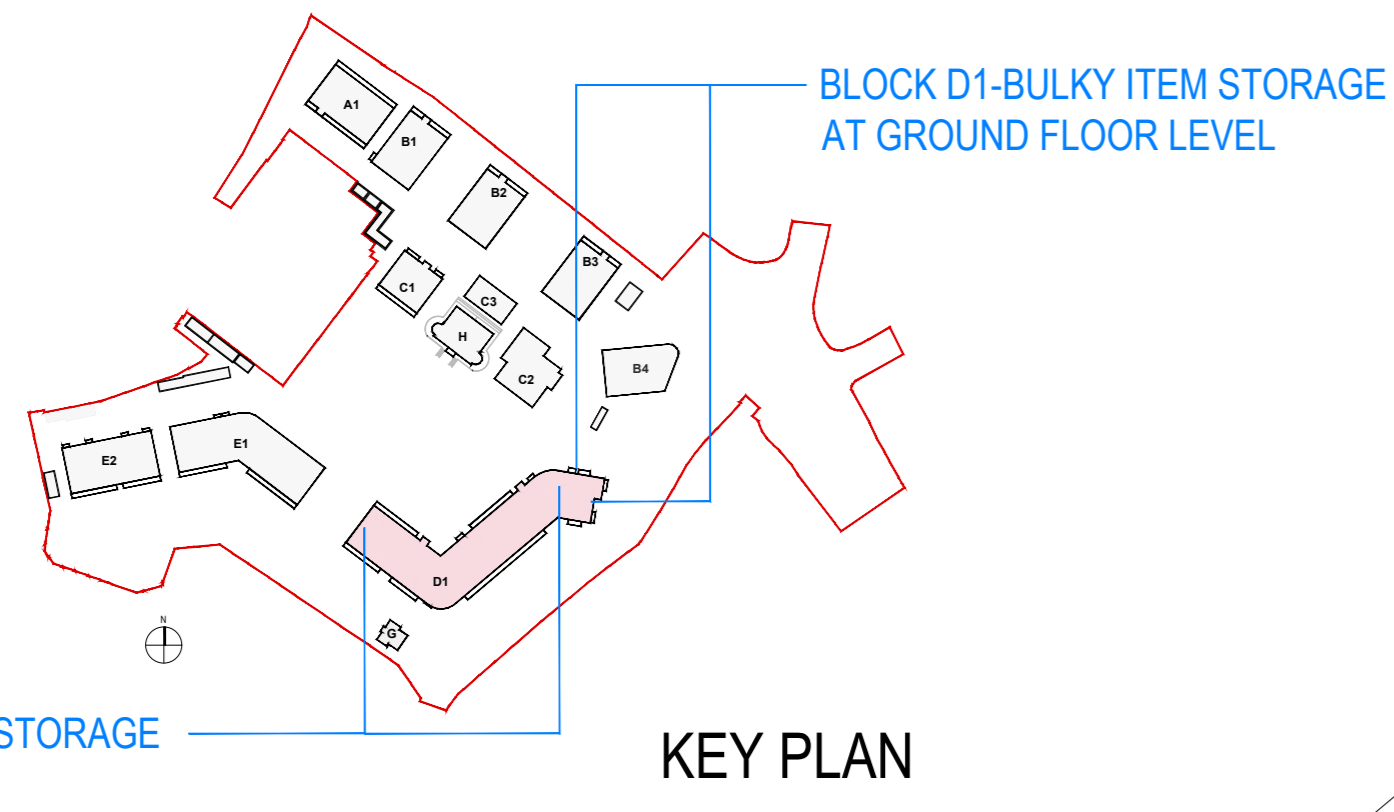 BLOCK D1-BULKY ITEM STORAGE
AT GROUND FLOOR LEVEL
A1
B1
B2
B3
C1
C3
H
C2
B4
E1
E2
D1
G
N
STORAGE
KEY PLAN